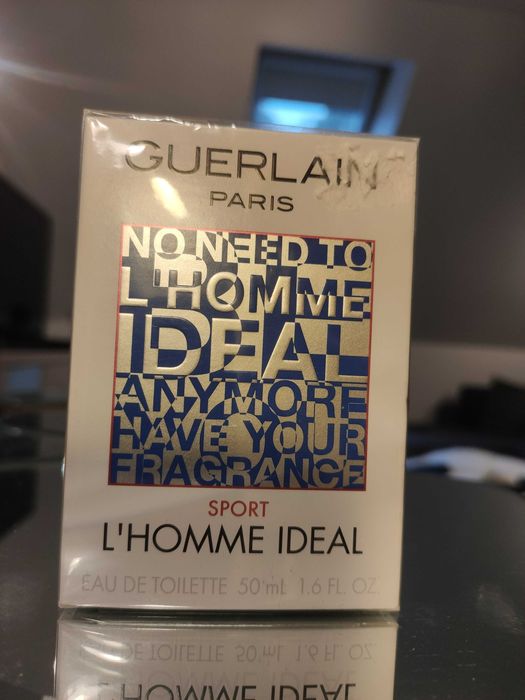 GUERLAIN
PARIS
NO NEED TO
L'HOMME
IDEAL
ANYMORE
HAVE YOUR
FRAGRANCE
SPORT
L'HOMME IDEAL
EAU DE TOILETTE 50 mL 1.6 FL. OZ.